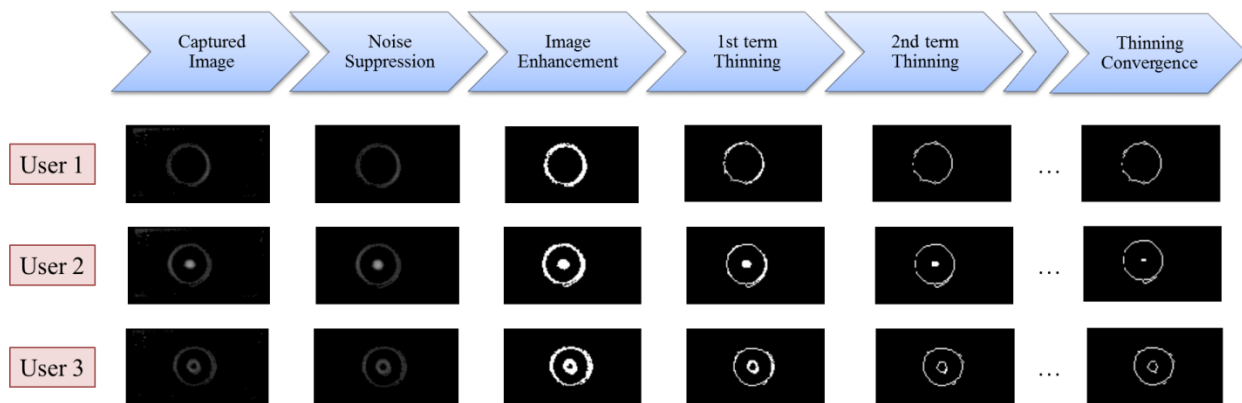 Captured
Image
Noise
Suppression
Image
Enhancement
1st term
Thinning
2nd term
Thinning
Thinning
Convergence
User 1
...
User 2
...
User 3
...